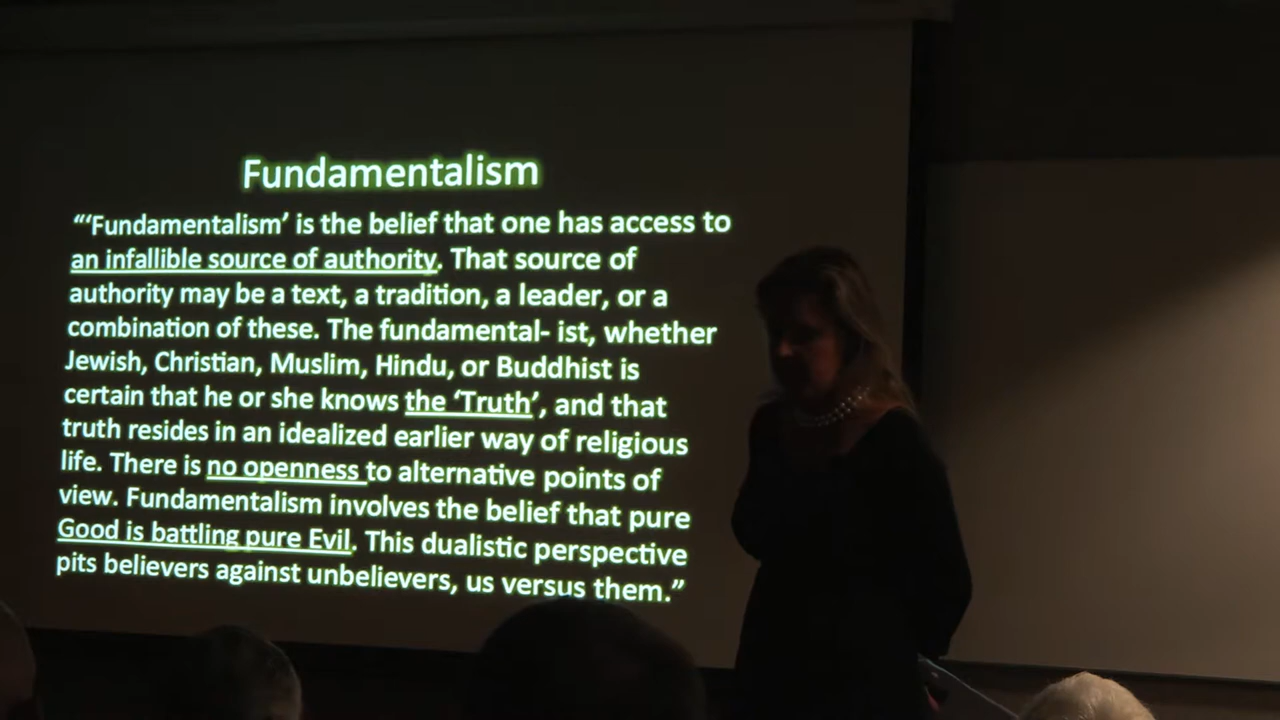 Fundamentalism
“‘Fundamentalism’ is the belief that one has access to
an infallible source of authority. That source of
authority may be a text, a tradition, a leader, or a
combination of these. The fundamental- ist, whether
Jewish, Christian, Muslim, Hindu, or Buddhist is
certain that he or she knows the ‘Truth’, and that
truth resides in an idealized earlier way of religious
life. There is no openness to alternative points of
view. Fundamentalism involves the belief that pure
Good is battling pure Evil. This dualistic perspective
pits believers against unbelievers, us versus them.”